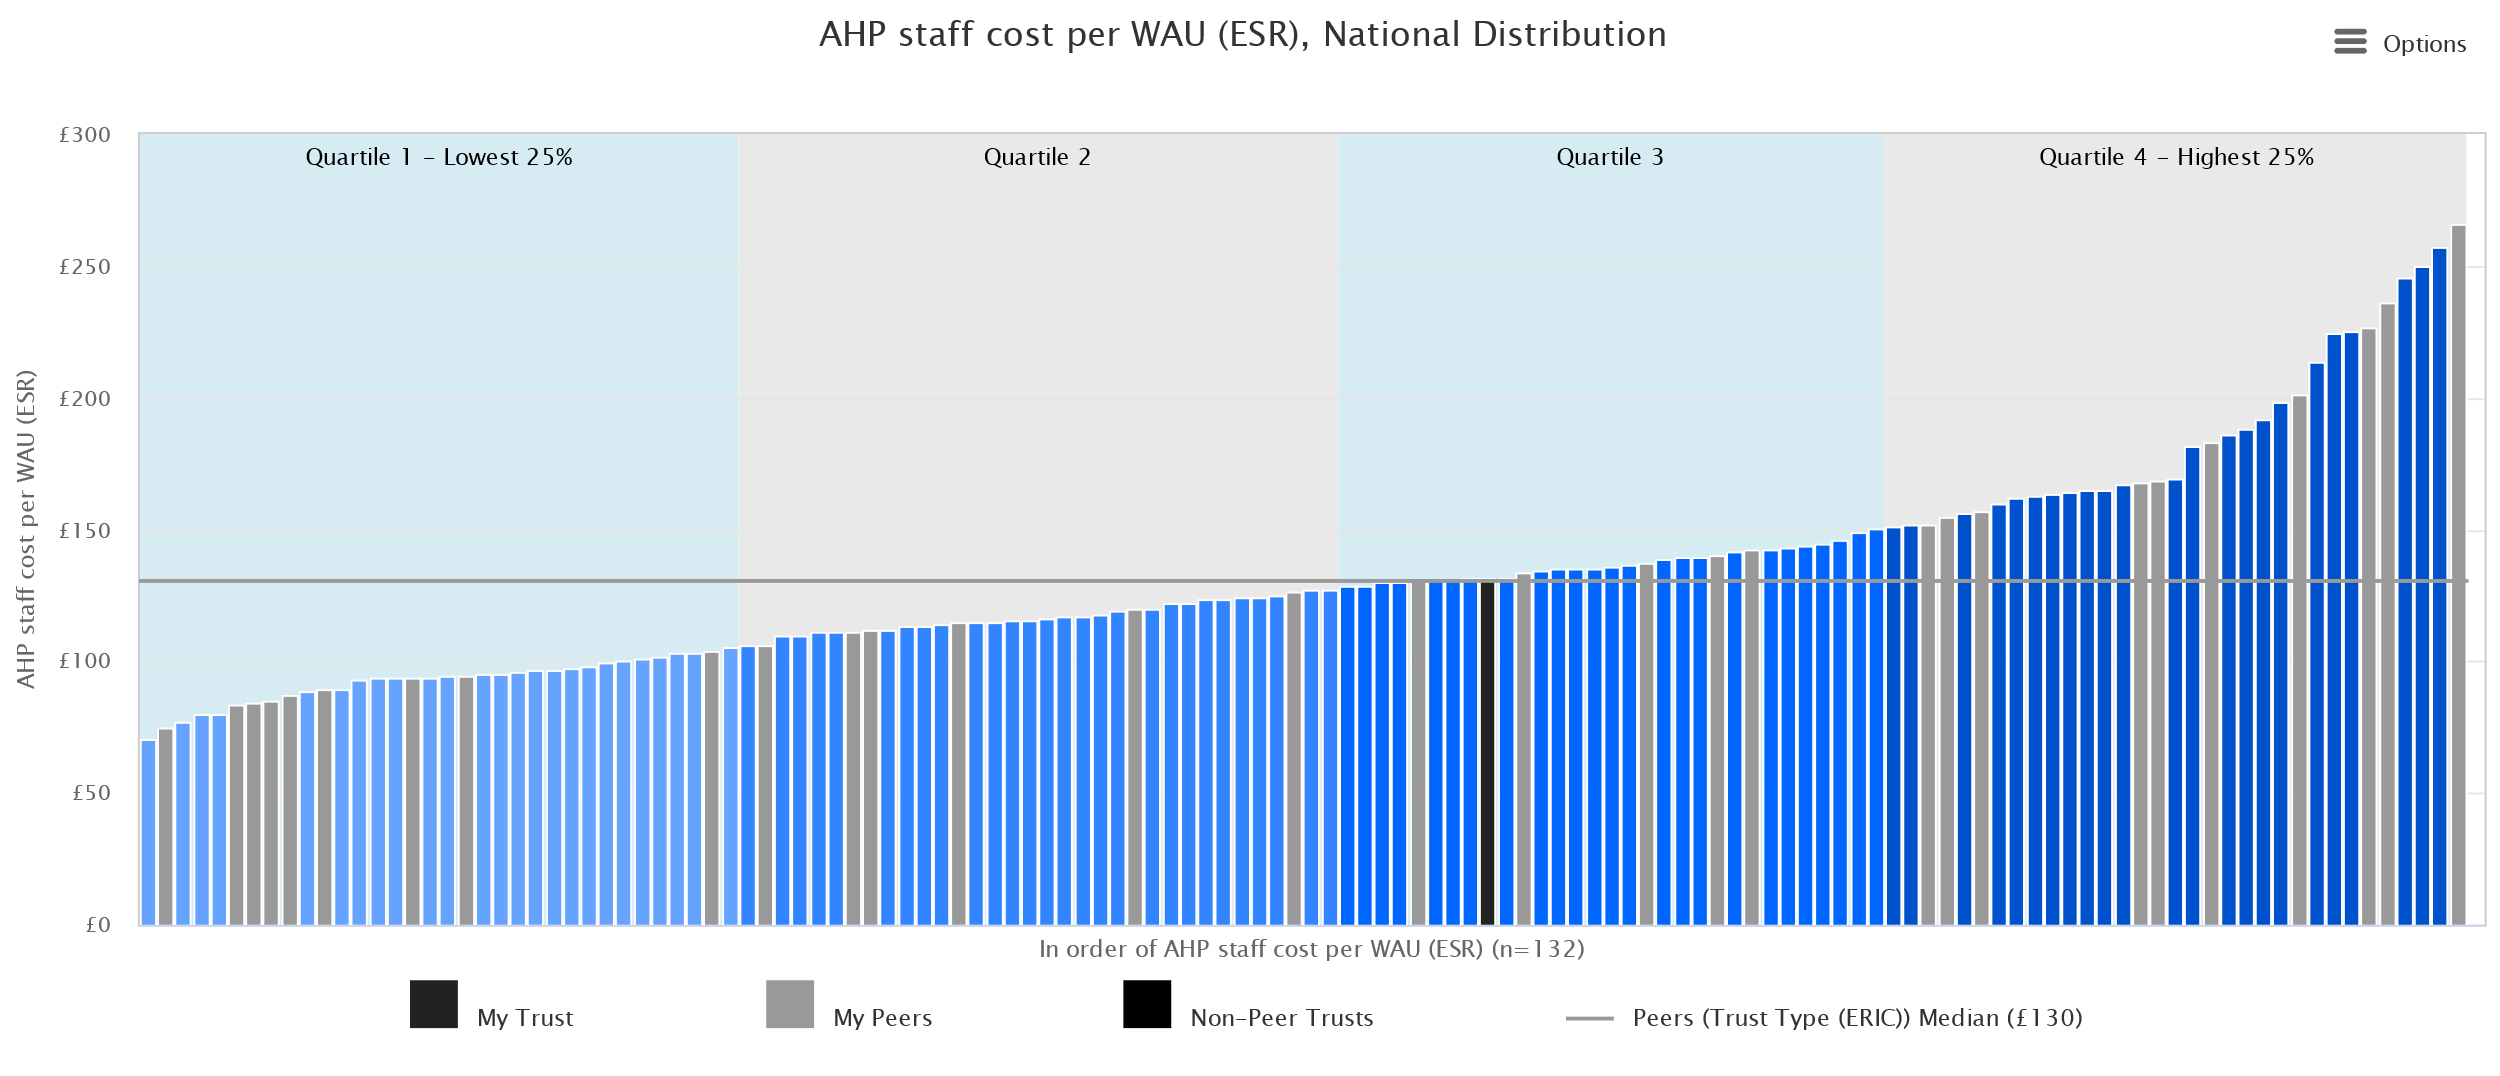 AHP staff cost per WAU (ESR), National Distribution
Options
£300
£250
£200
£150
£100
£50
£0
AHP staff cost per WAU (ESR)
Quartile 1 – Lowest 25%
Quartile 2
Quartile 3
Quartile 4 – Highest 25%
In order of AHP staff cost per WAU (ESR) (n=132)
My Trust
My Peers
Non–Peer Trusts
Peers (Trust Type (ERIC)) Median (£130)